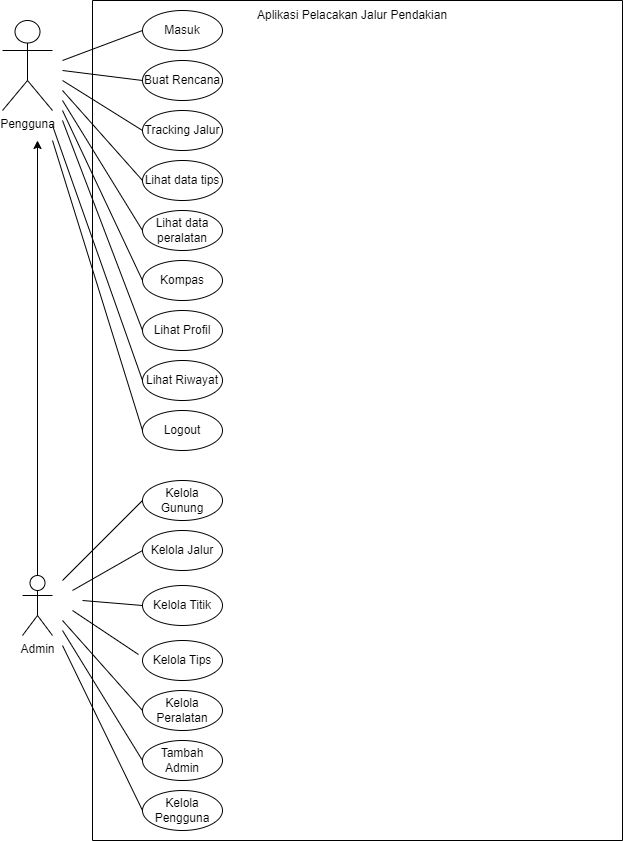 Aplikasi Pelacakan Jalur Pendakian
Masuk
Buat Rencana
Pengguna
Tracking Jalur
Lihat data tips
Lihat data
peralatan
Kompas
Lihat Profil
Lihat Riwayat
Logout
Kelola
Gunung
Kelola Jalur
Kelola Titik
Admin
Kelola Tips
Kelola
Peralatan
Tambah
Admin
Kelola
Pengguna